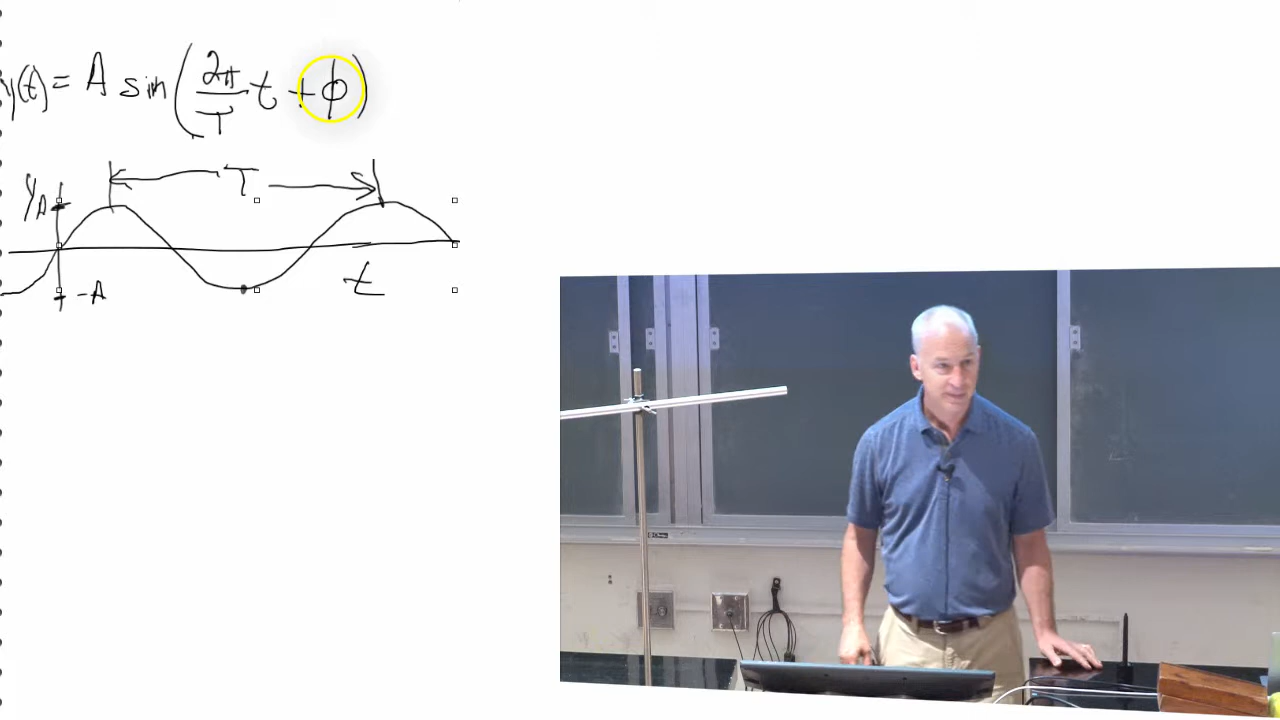 y(t) = A sin(2π/T t + ϕ)
T
y A
t
-A